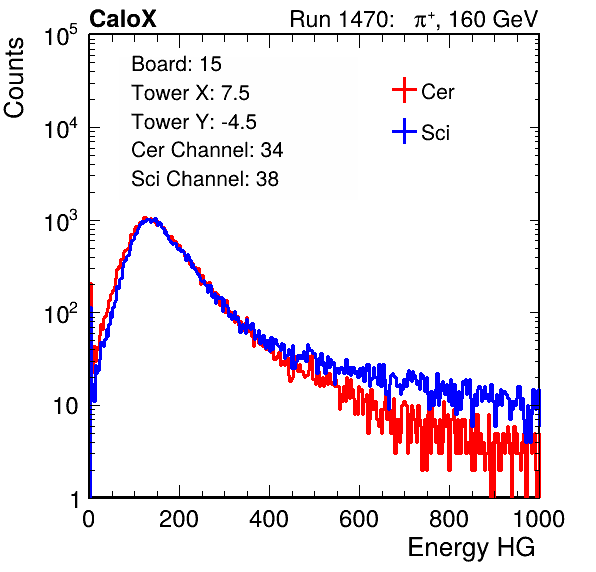 CaloX Run 1470: π⁺, 160 GeV
Counts
Board: 15
Tower X: 7.5
Tower Y: -4.5
Cer Channel: 34
Sci Channel: 38
Cer
Sci
10⁵
10⁴
10³
10²
10
1
0 200 400 600 800 1000
Energy HG